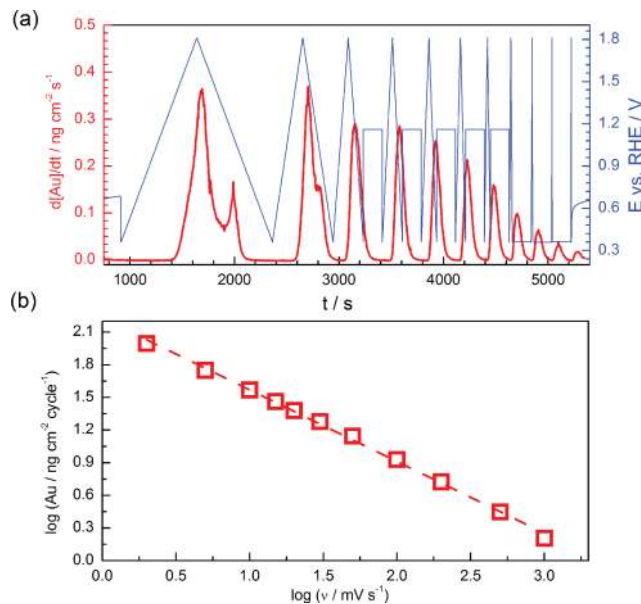 (a)
d[Au]/dt / ng cm⁻² s⁻¹
0.5
0.4
0.3
0.2
0.1
0.0
1.8
1.5
1.2
0.9
0.6
0.3
E vs. RHE / V
1000 2000 3000 4000 5000
t / s
(b)
log (Au / ng cm⁻² cycle⁻¹)
2.1
1.8
1.5
1.2
0.9
0.6
0.3
0.0
0.0 0.5 1.0 1.5 2.0 2.5 3.0
log (ν / mV s⁻¹)